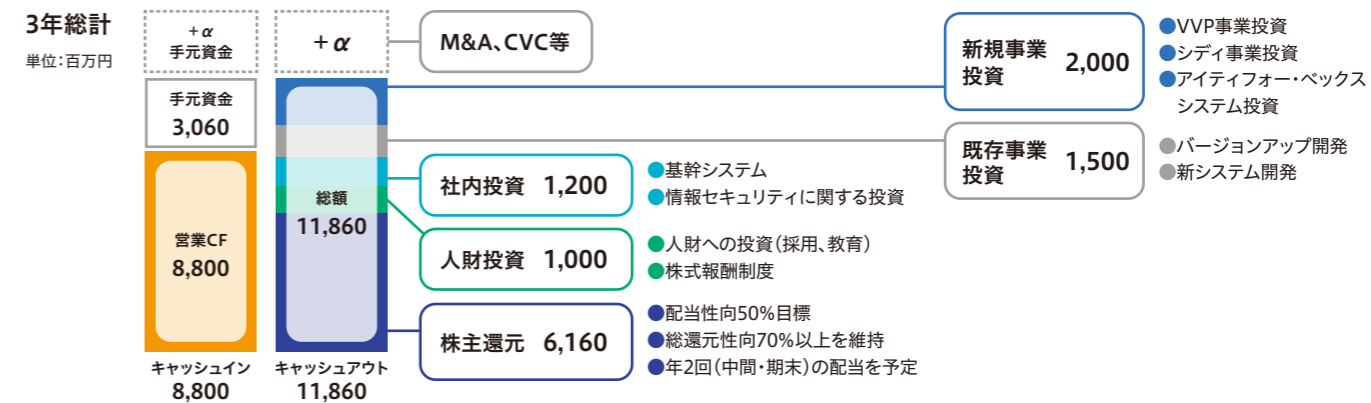 3年総計
単位:百万円
+α
手元資金
手元資金
3,060
営業CF
8,800
キャッシュイン
8,800
+α
総額
11,860
キャッシュアウト
11,860
M&A、CVC等
新規事業
投資
2,000
●VVP事業投資
●シディ事業投資
●アイティフォー・ベックス
システム投資
既存事業
投資
1,500
●バージョンアップ開発
●新システム開発
社内投資 1,200
●基幹システム
●情報セキュリティに関する投資
人財投資 1,000
●人財への投資(採用、教育)
●株式報酬制度
株主還元 6,160
●配当性向50%目標
●総還元性向70%以上を維持
●年2回(中間・期末)の配当を予定